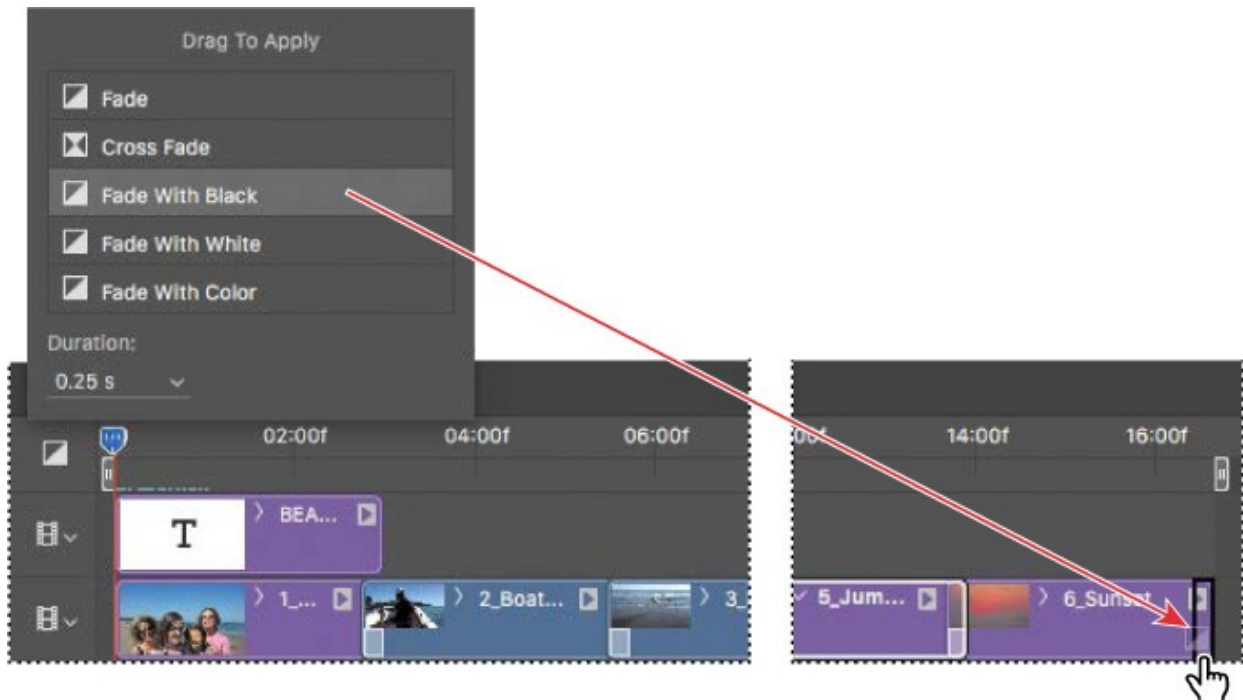 Drag To Apply
Fade
Cross Fade
Fade With Black
Fade With White
Fade With Color
Duration:
0.25 s
02:00f 04:00f 06:00f 14:00f 16:00f
T BEA...
1_... 2_Boat... 3_ 5_Jum... 6_Sunset